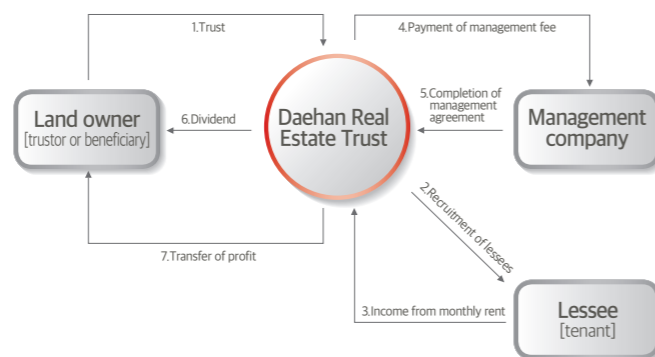 1.Trust
4.Payment of management fee
Land owner
[trustor or beneficiary]
6.Dividend
Daehan Real
Estate Trust
5.Completion of
management
agreement
Management
company
2.Recruitment of lessees
7.Transfer of profit
3.Income from monthly rent
Lessee
[tenant]